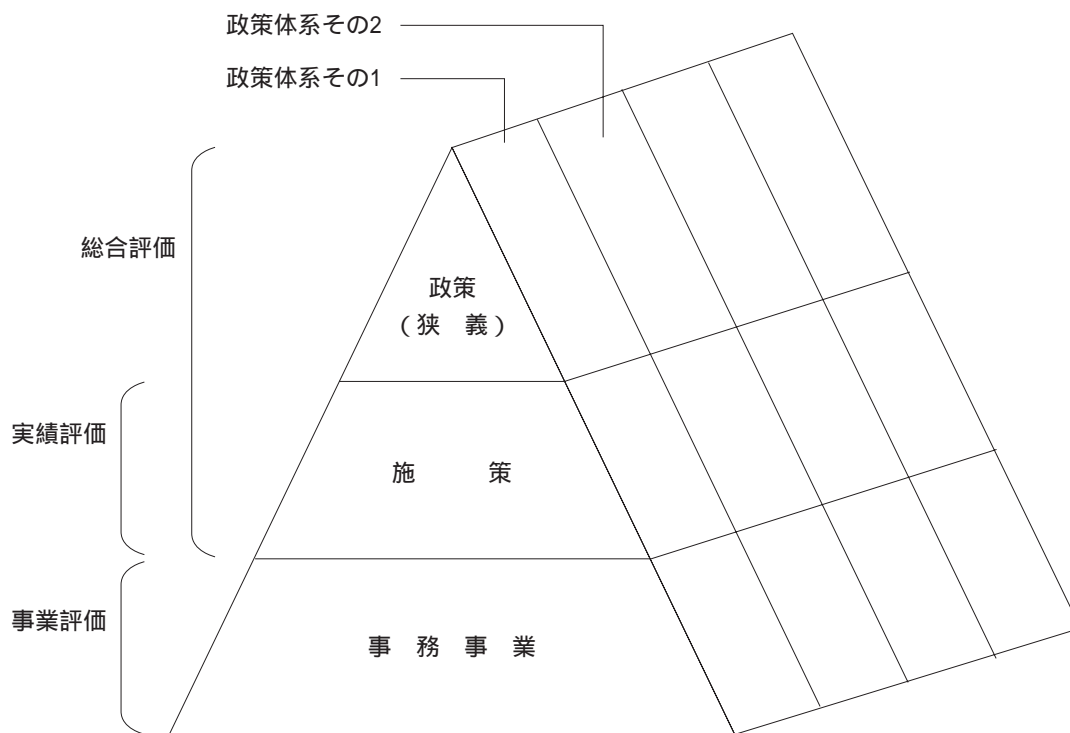 政策体系その2
政策体系その1
総合評価
政策
（狭　義）
実績評価
施　　　策
事業評価
事　務　事　業